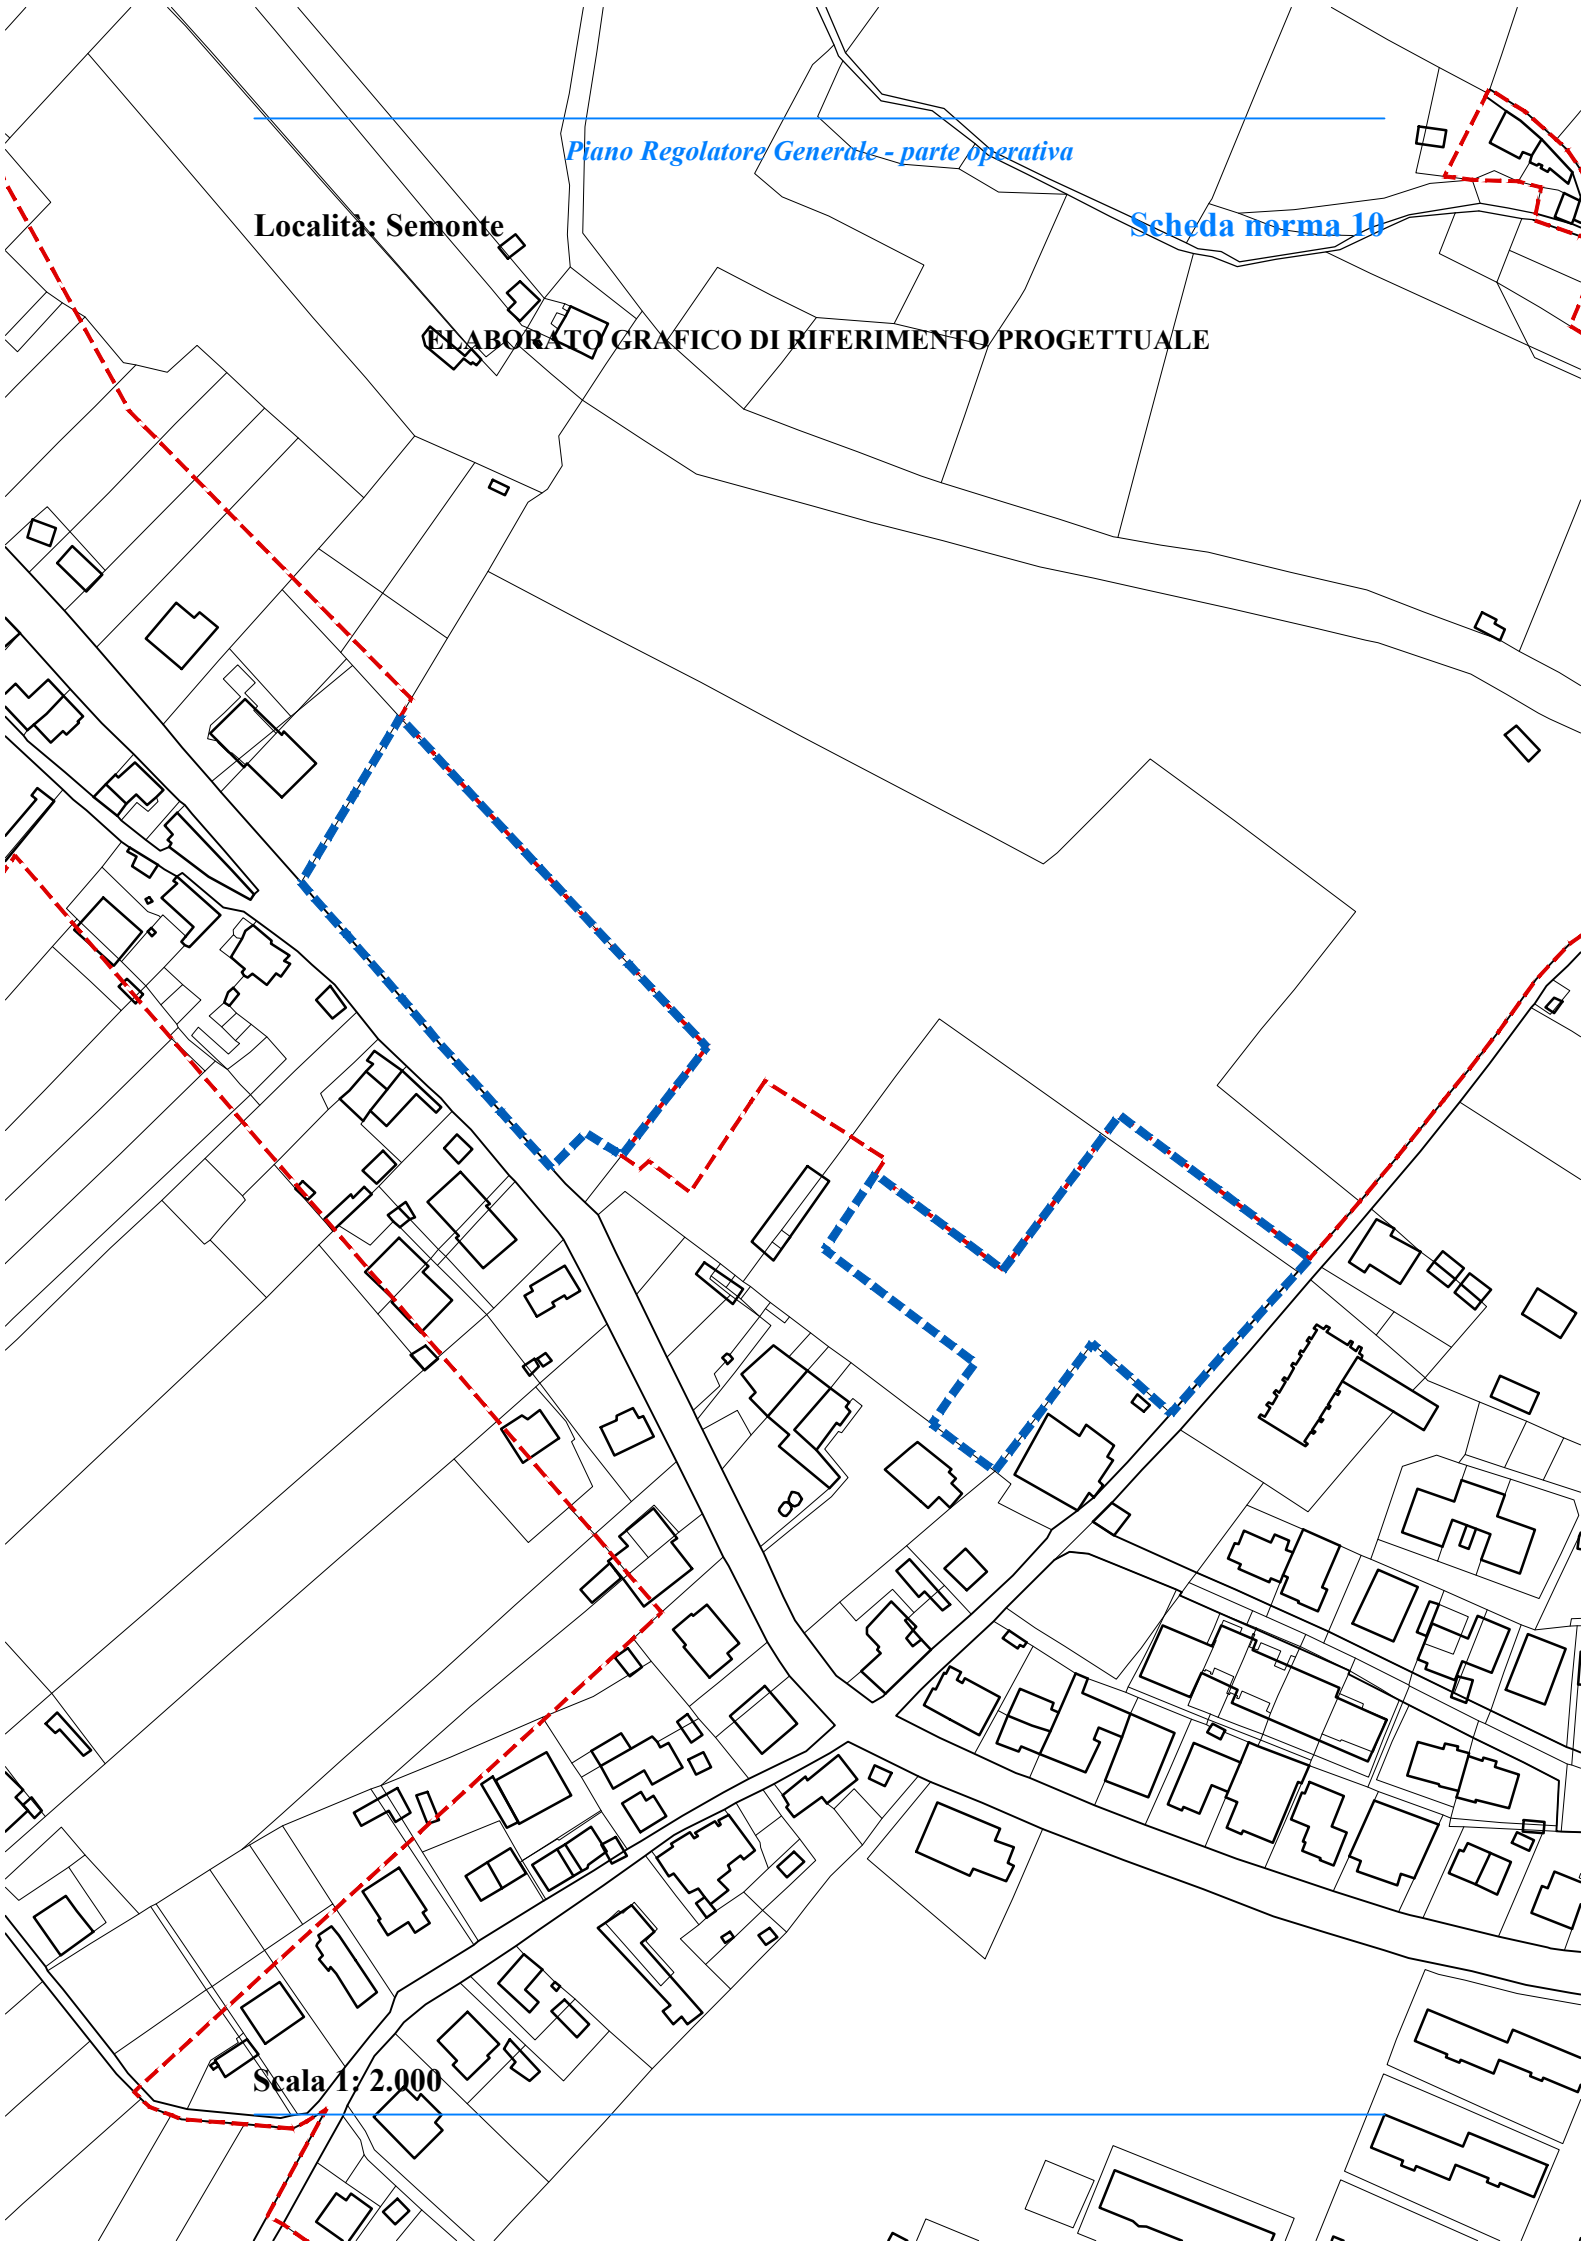 Piano Regolatore Generale - parte operativa
Località: Semonte
Scheda norma 10
ELABORATO GRAFICO DI RIFERIMENTO PROGETTUALE
Scala 1: 2.000